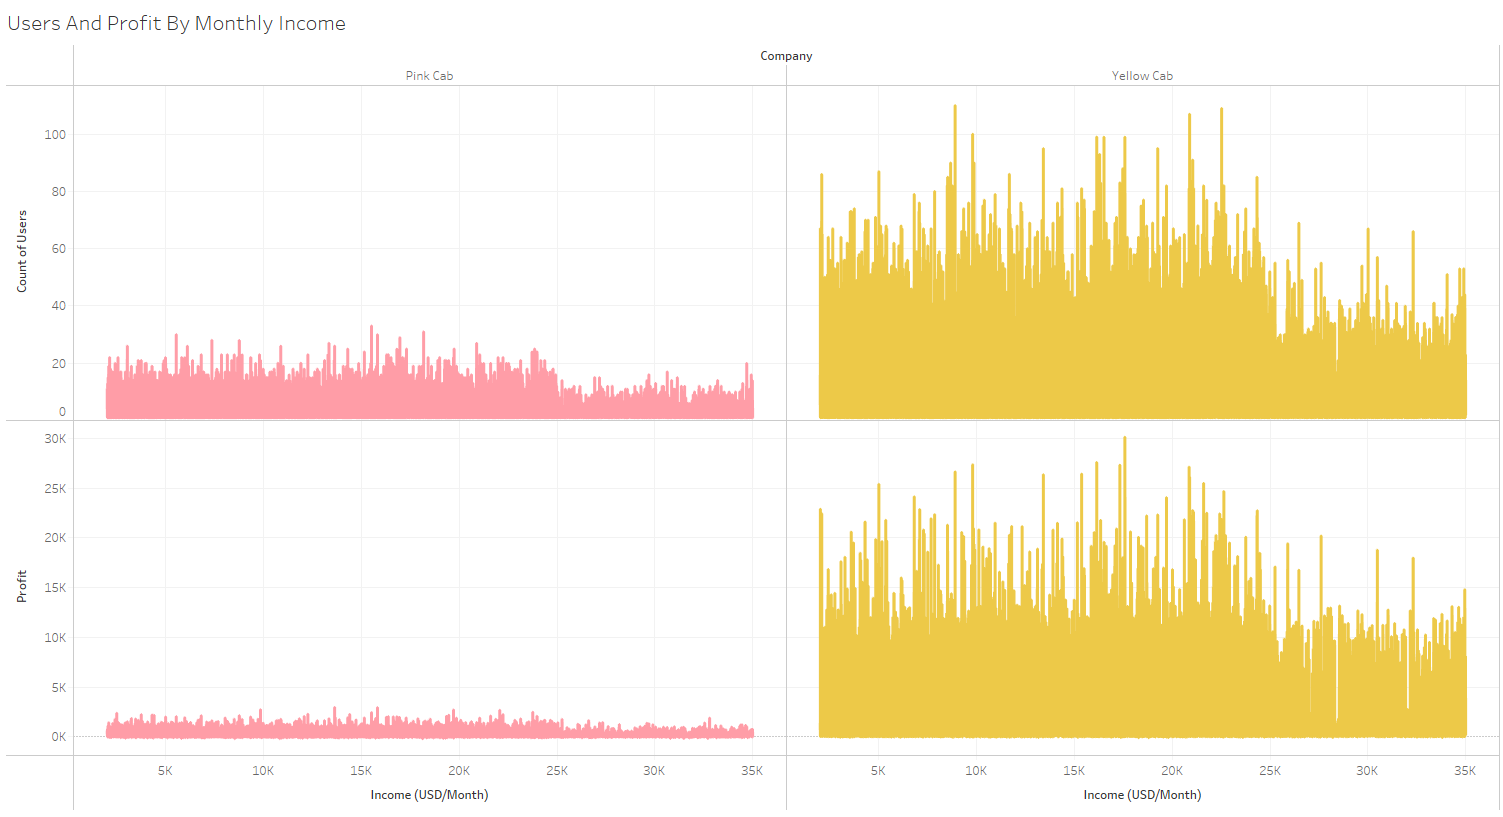 Users And Profit By Monthly Income
Company
Pink Cab
Yellow Cab
Count of Users
100
80
60
40
20
0
Profit
30K
25K
20K
15K
10K
5K
0K
5K 10K 15K 20K 25K 30K 35K
5K 10K 15K 20K 25K 30K 35K
Income (USD/Month)
Income (USD/Month)